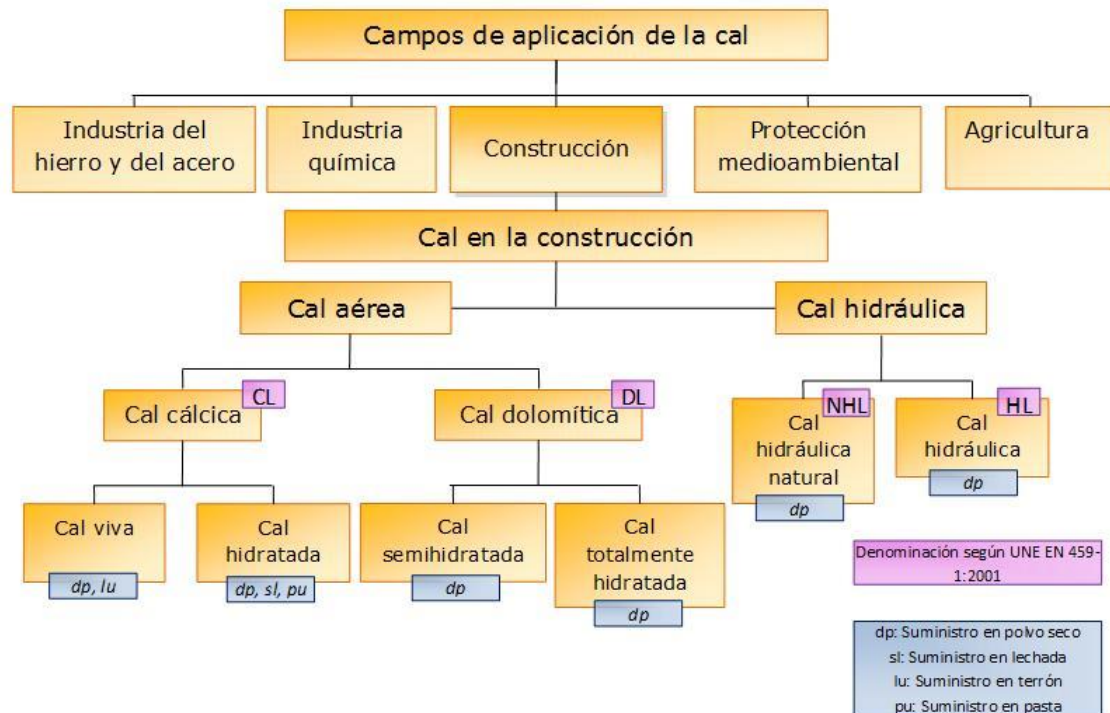 Campos de aplicación de la cal
Industria del
hierro y del acero
Industria
química
Construcción
Protección
medioambiental
Agricultura
Cal en la construcción
Cal aérea
Cal hidráulica
CL
Cal cálcica
DL
Cal dolomítica
NHL
Cal
hidráulica
natural
dp
HL
Cal
hidráulica
dp
Cal viva
dp, lu
Cal
hidratada
dp, sl, pu
Cal
semihidratada
dp
Cal
totalmente
hidratada
dp
Denominación según UNE EN 459-
1:2001
dp: Suministro en polvo seco
sl: Suministro en lechada
lu: Suministro en terrón
pu: Suministro en pasta